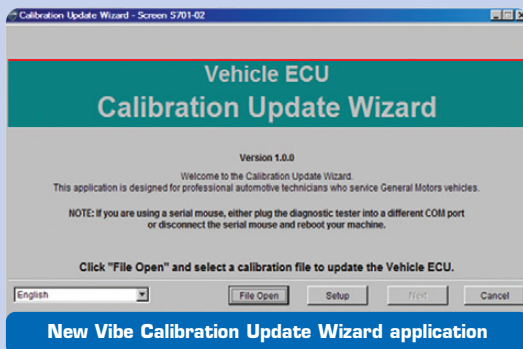 Calibration Update Wizard - Screen S701-02
Vehicle ECU
Calibration Update Wizard
Version 1.0.0
Welcome to the Calibration Update Wizard.
This application is designed for professional automotive technicians who service General Motors vehicles.
NOTE: If you are using a serial mouse, either plug the diagnostic tester into a different COM port
or disconnect the serial mouse and reboot your machine.
Click "File Open" and select a calibration file to update the Vehicle ECU.
English
File Open
Setup
Next
Cancel
New Vibe Calibration Update Wizard application